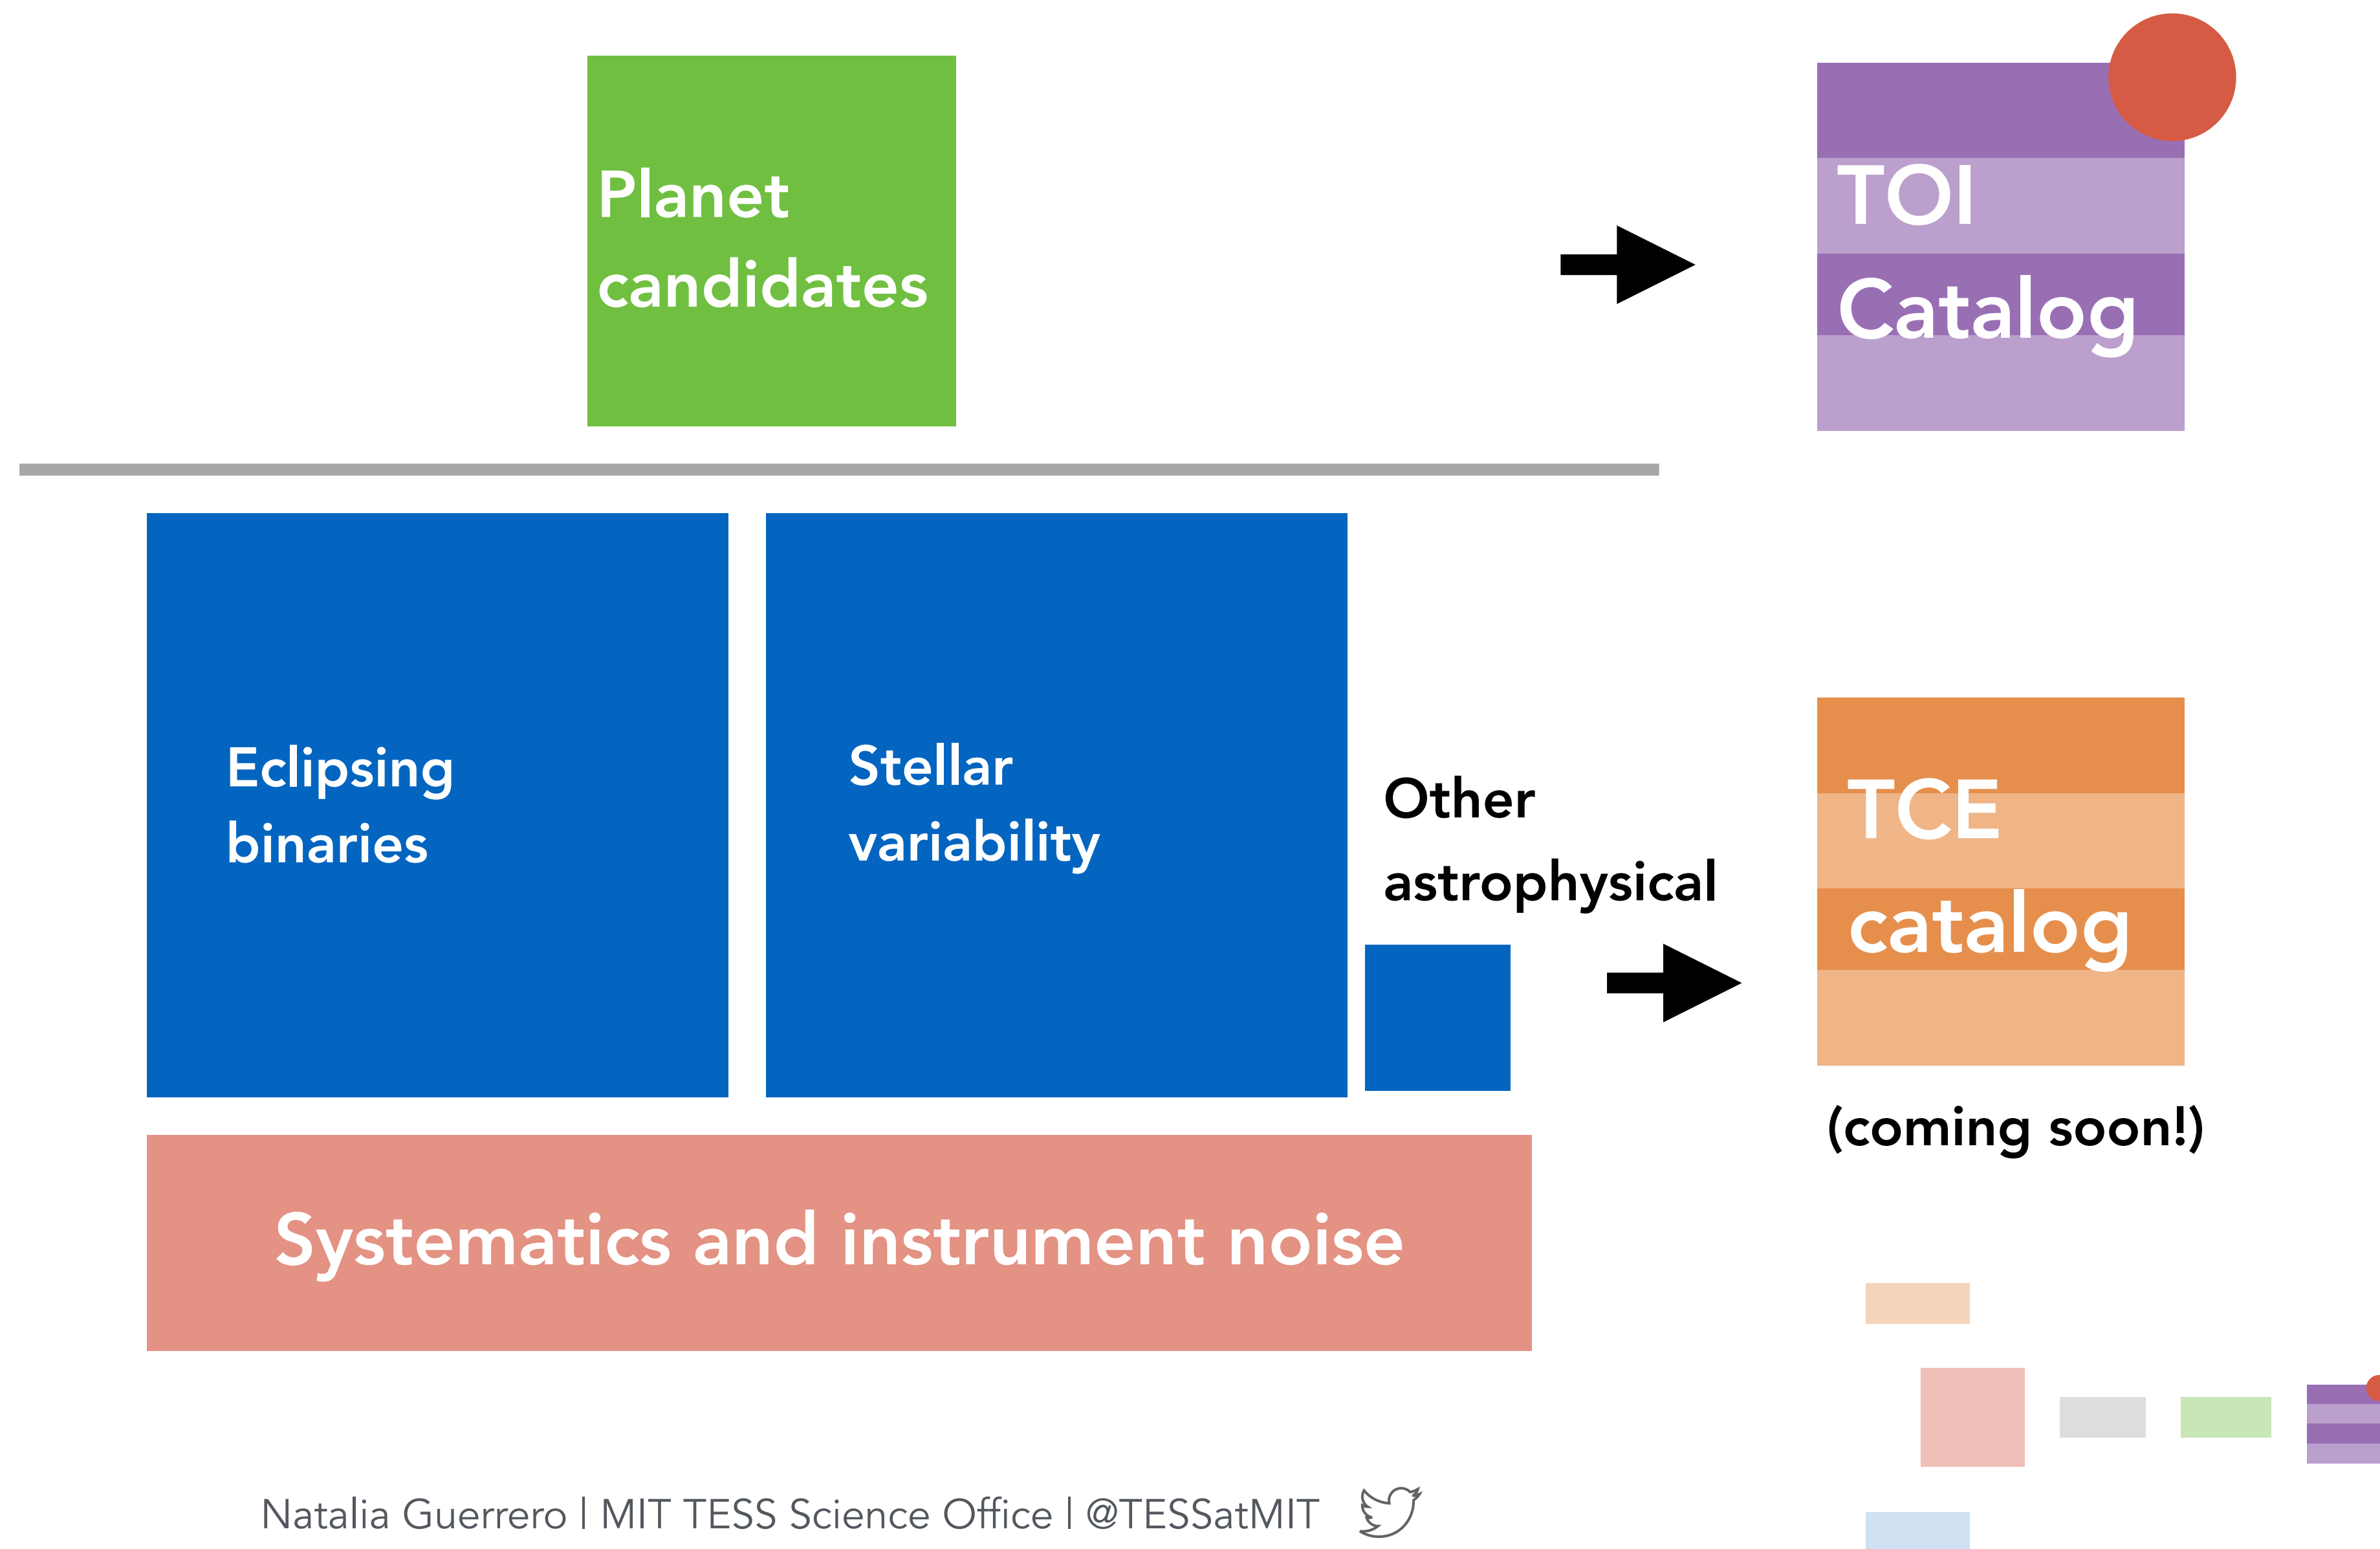 Planet
candidates
TOI
Catalog
Eclipsing
binaries
Stellar
variability
Other
astrophysical
TCE
catalog
(coming soon!)
Systematics and instrument noise
Natalia Guerrero | MIT TESS Science Office | @TESSatMIT